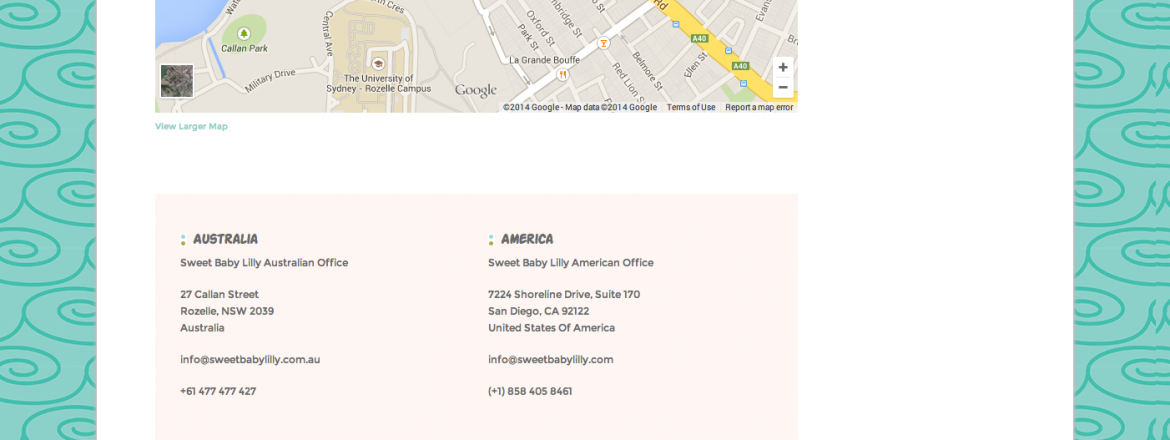 Central Ave
Callan Park
Military Drive
The University of
Sydney - Rozelle Campus
Google
Oxford St
Park St
La Grande Bouffe
Red Lion S
Belmore St
Ellen St
Rd
A40
A40
Evans
©2014 Google - Map data ©2014 Google Terms of Use Report a map error
View Larger Map
AUSTRALIA
Sweet Baby Lilly Australian Office
27 Callan Street
Rozelle, NSW 2039
Australia
info@sweetbabylilly.com.au
+61 477 477 427
AMERICA
Sweet Baby Lilly American Office
7224 Shoreline Drive, Suite 170
San Diego, CA 92122
United States Of America
info@sweetbabylilly.com
(+1) 858 405 8461